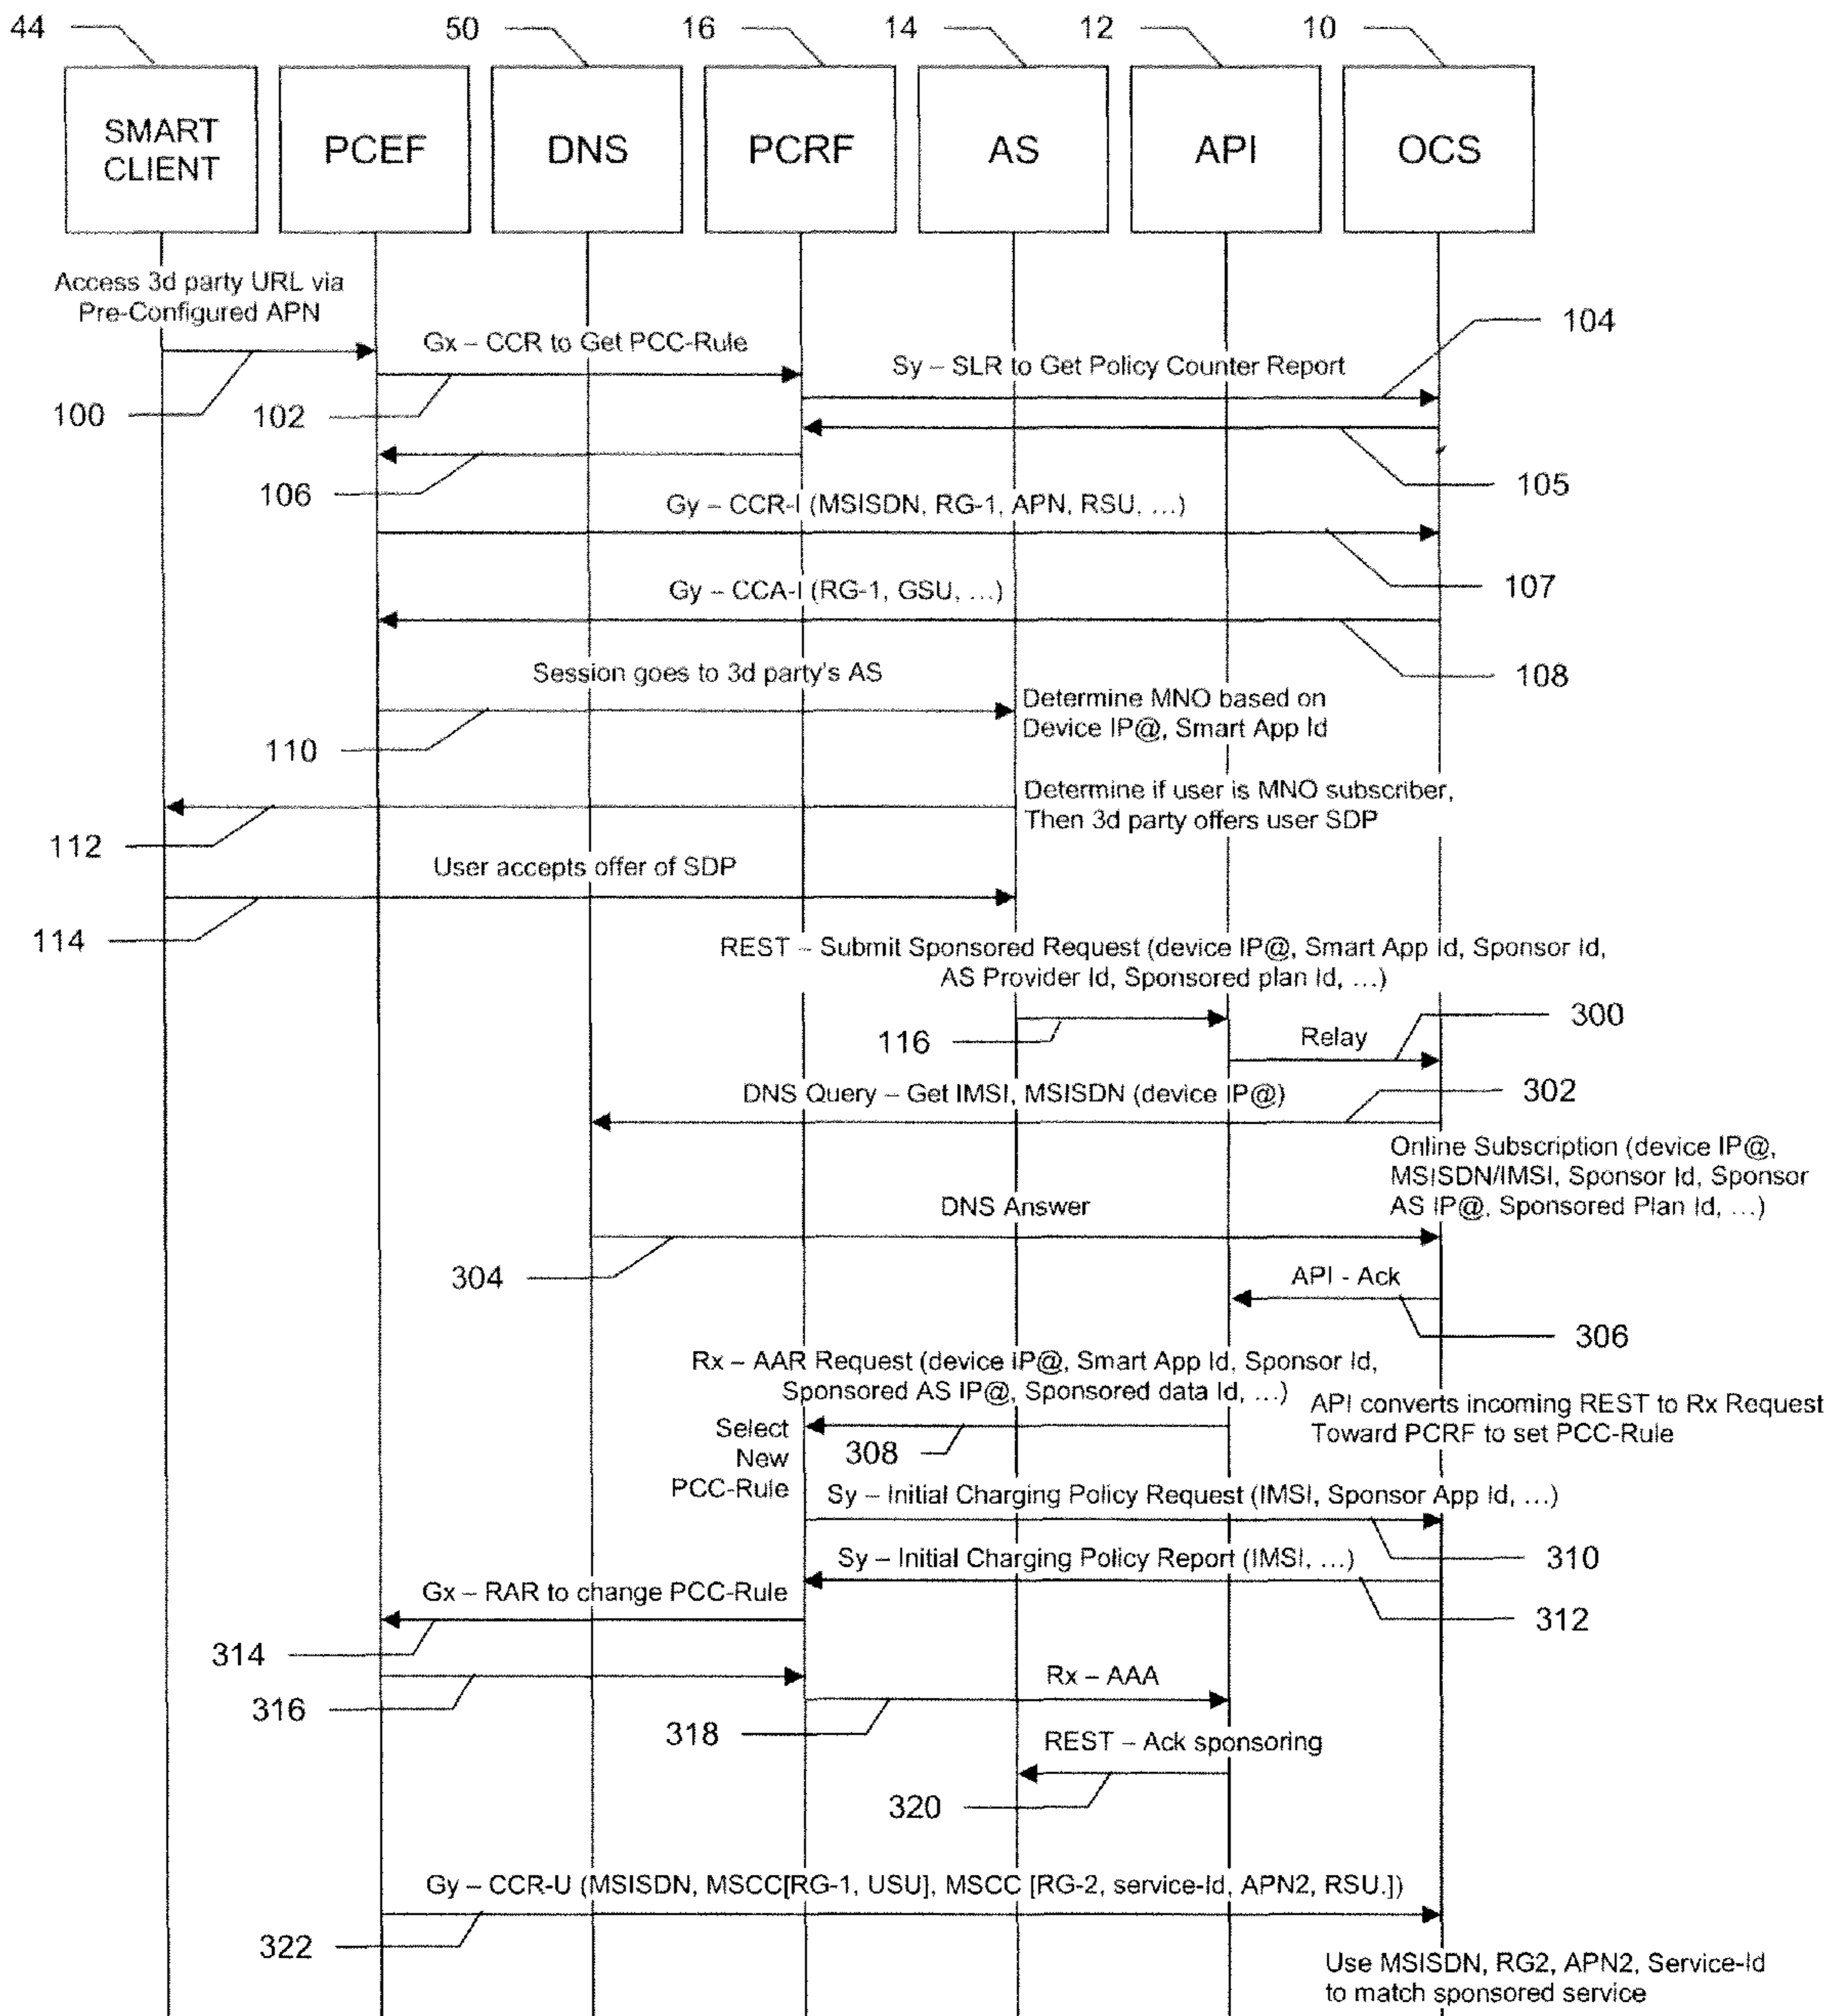 44
50
16
14
12
10
SMART
CLIENT
PCEF
DNS
PCRF
AS
API
OCS
Access 3d party URL via
Pre-Configured APN
100
Gx – CCR to Get PCC-Rule
102
Sy – SLR to Get Policy Counter Report
104
105
106
Gy – CCR-I (MSISDN, RG-1, APN, RSU, ...)
107
Gy – CCA-I (RG-1, GSU, ...)
108
Session goes to 3d party's AS
110
Determine MNO based on
Device IP@, Smart App Id
Determine if user is MNO subscriber,
Then 3d party offers user SDP
112
User accepts offer of SDP
114
REST – Submit Sponsored Request (device IP@, Smart App Id, Sponsor Id,
AS Provider Id, Sponsored plan Id, ...)
116
Relay
300
DNS Query – Get IMSI, MSISDN (device IP@)
302
Online Subscription (device IP@,
MSISDN/IMSI, Sponsor Id, Sponsor
AS IP@, Sponsored Plan Id, ...)
DNS Answer
304
API - Ack
306
Rx – AAR Request (device IP@, Smart App Id, Sponsor Id,
Sponsored AS IP@, Sponsored data Id, ...)
API converts incoming REST to Rx Request
Toward PCRF to set PCC-Rule
308
Select
New
PCC-Rule
Sy – Initial Charging Policy Request (IMSI, Sponsor App Id, ...)
310
Sy – Initial Charging Policy Report (IMSI, ...)
312
Gx – RAR to change PCC-Rule
314
316
Rx – AAA
318
REST – Ack sponsoring
320
Gy – CCR-U (MSISDN, MSCC[RG-1, USU], MSCC [RG-2, service-Id, APN2, RSU.])
322
Use MSISDN, RG2, APN2, Service-Id
to match sponsored service